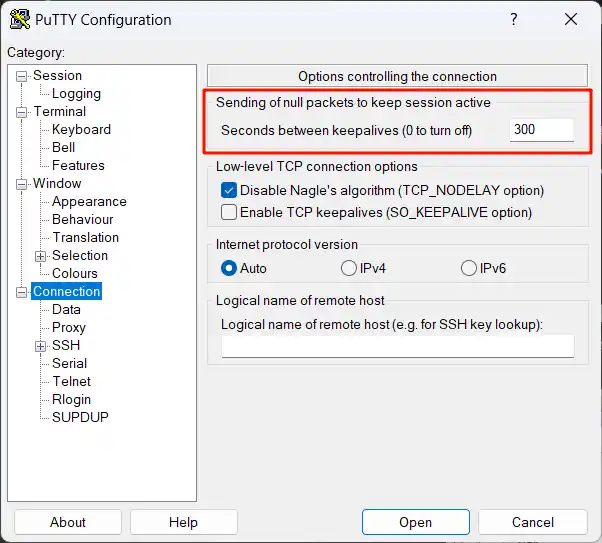 PuTTY Configuration
?
Category:
Session
Logging
Terminal
Keyboard
Bell
Features
Window
Appearance
Behaviour
Translation
Selection
Colours
Connection
Data
Proxy
SSH
Serial
Telnet
Rlogin
SUPDUP
Options controlling the connection
Sending of null packets to keep session active
Seconds between keepalives (0 to turn off) 300
Low-level TCP connection options
Disable Nagle's algorithm (TCP_NODELAY option)
Enable TCP keepalives (SO_KEEPALIVE option)
Internet protocol version
Auto IPv4 IPv6
Logical name of remote host
Logical name of remote host (e.g. for SSH key lookup):
About Help Open Cancel